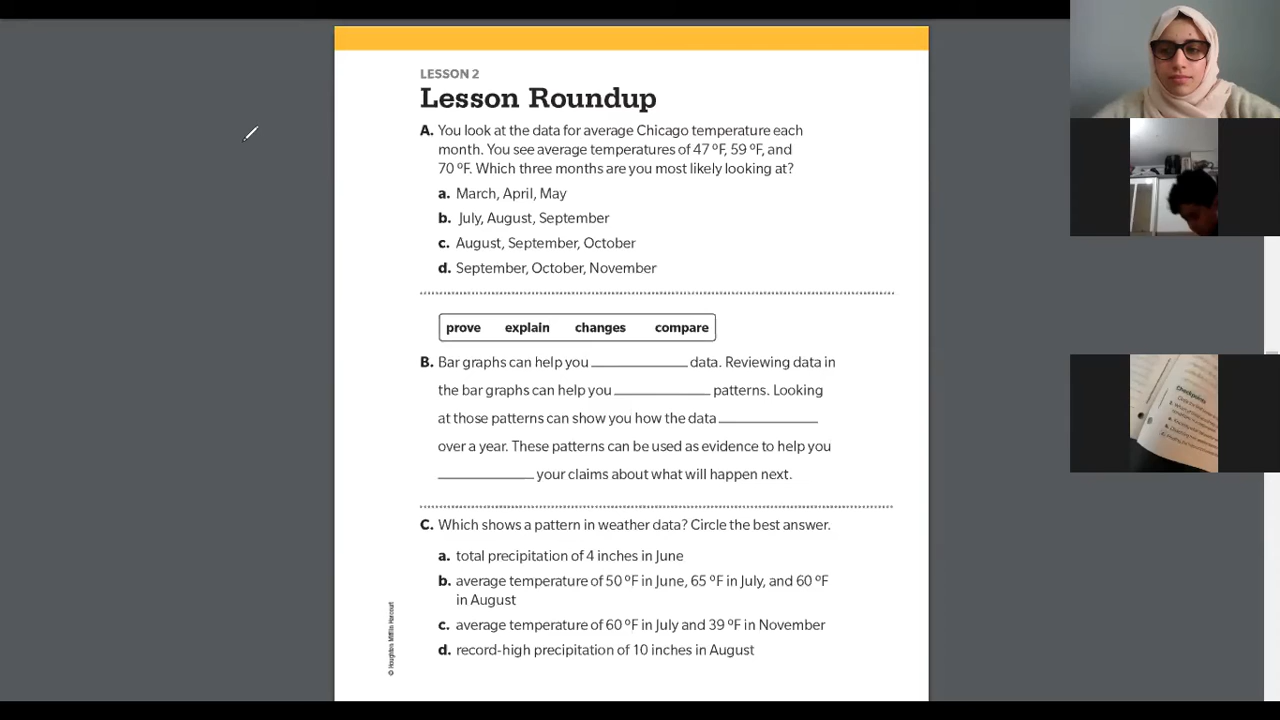 LESSON 2
Lesson Roundup
A. You look at the data for average Chicago temperature each
month. You see average temperatures of 47 ºF, 59 ºF, and
70 ºF. Which three months are you most likely looking at?
a. March, April, May
b. July, August, September
c. August, September, October
d. September, October, November
prove explain changes compare
B. Bar graphs can help you ____________ data. Reviewing data in
the bar graphs can help you ____________ patterns. Looking
at those patterns can show you how the data ____________
over a year. These patterns can be used as evidence to help you
____________ your claims about what will happen next.
C. Which shows a pattern in weather data? Circle the best answer.
a. total precipitation of 4 inches in June
b. average temperature of 50 ºF in June, 65 ºF in July, and 60 ºF
in August
c. average temperature of 60 ºF in July and 39 ºF in November
d. record-high precipitation of 10 inches in August
© Houghton Mifflin Harcourt
Checkpoints